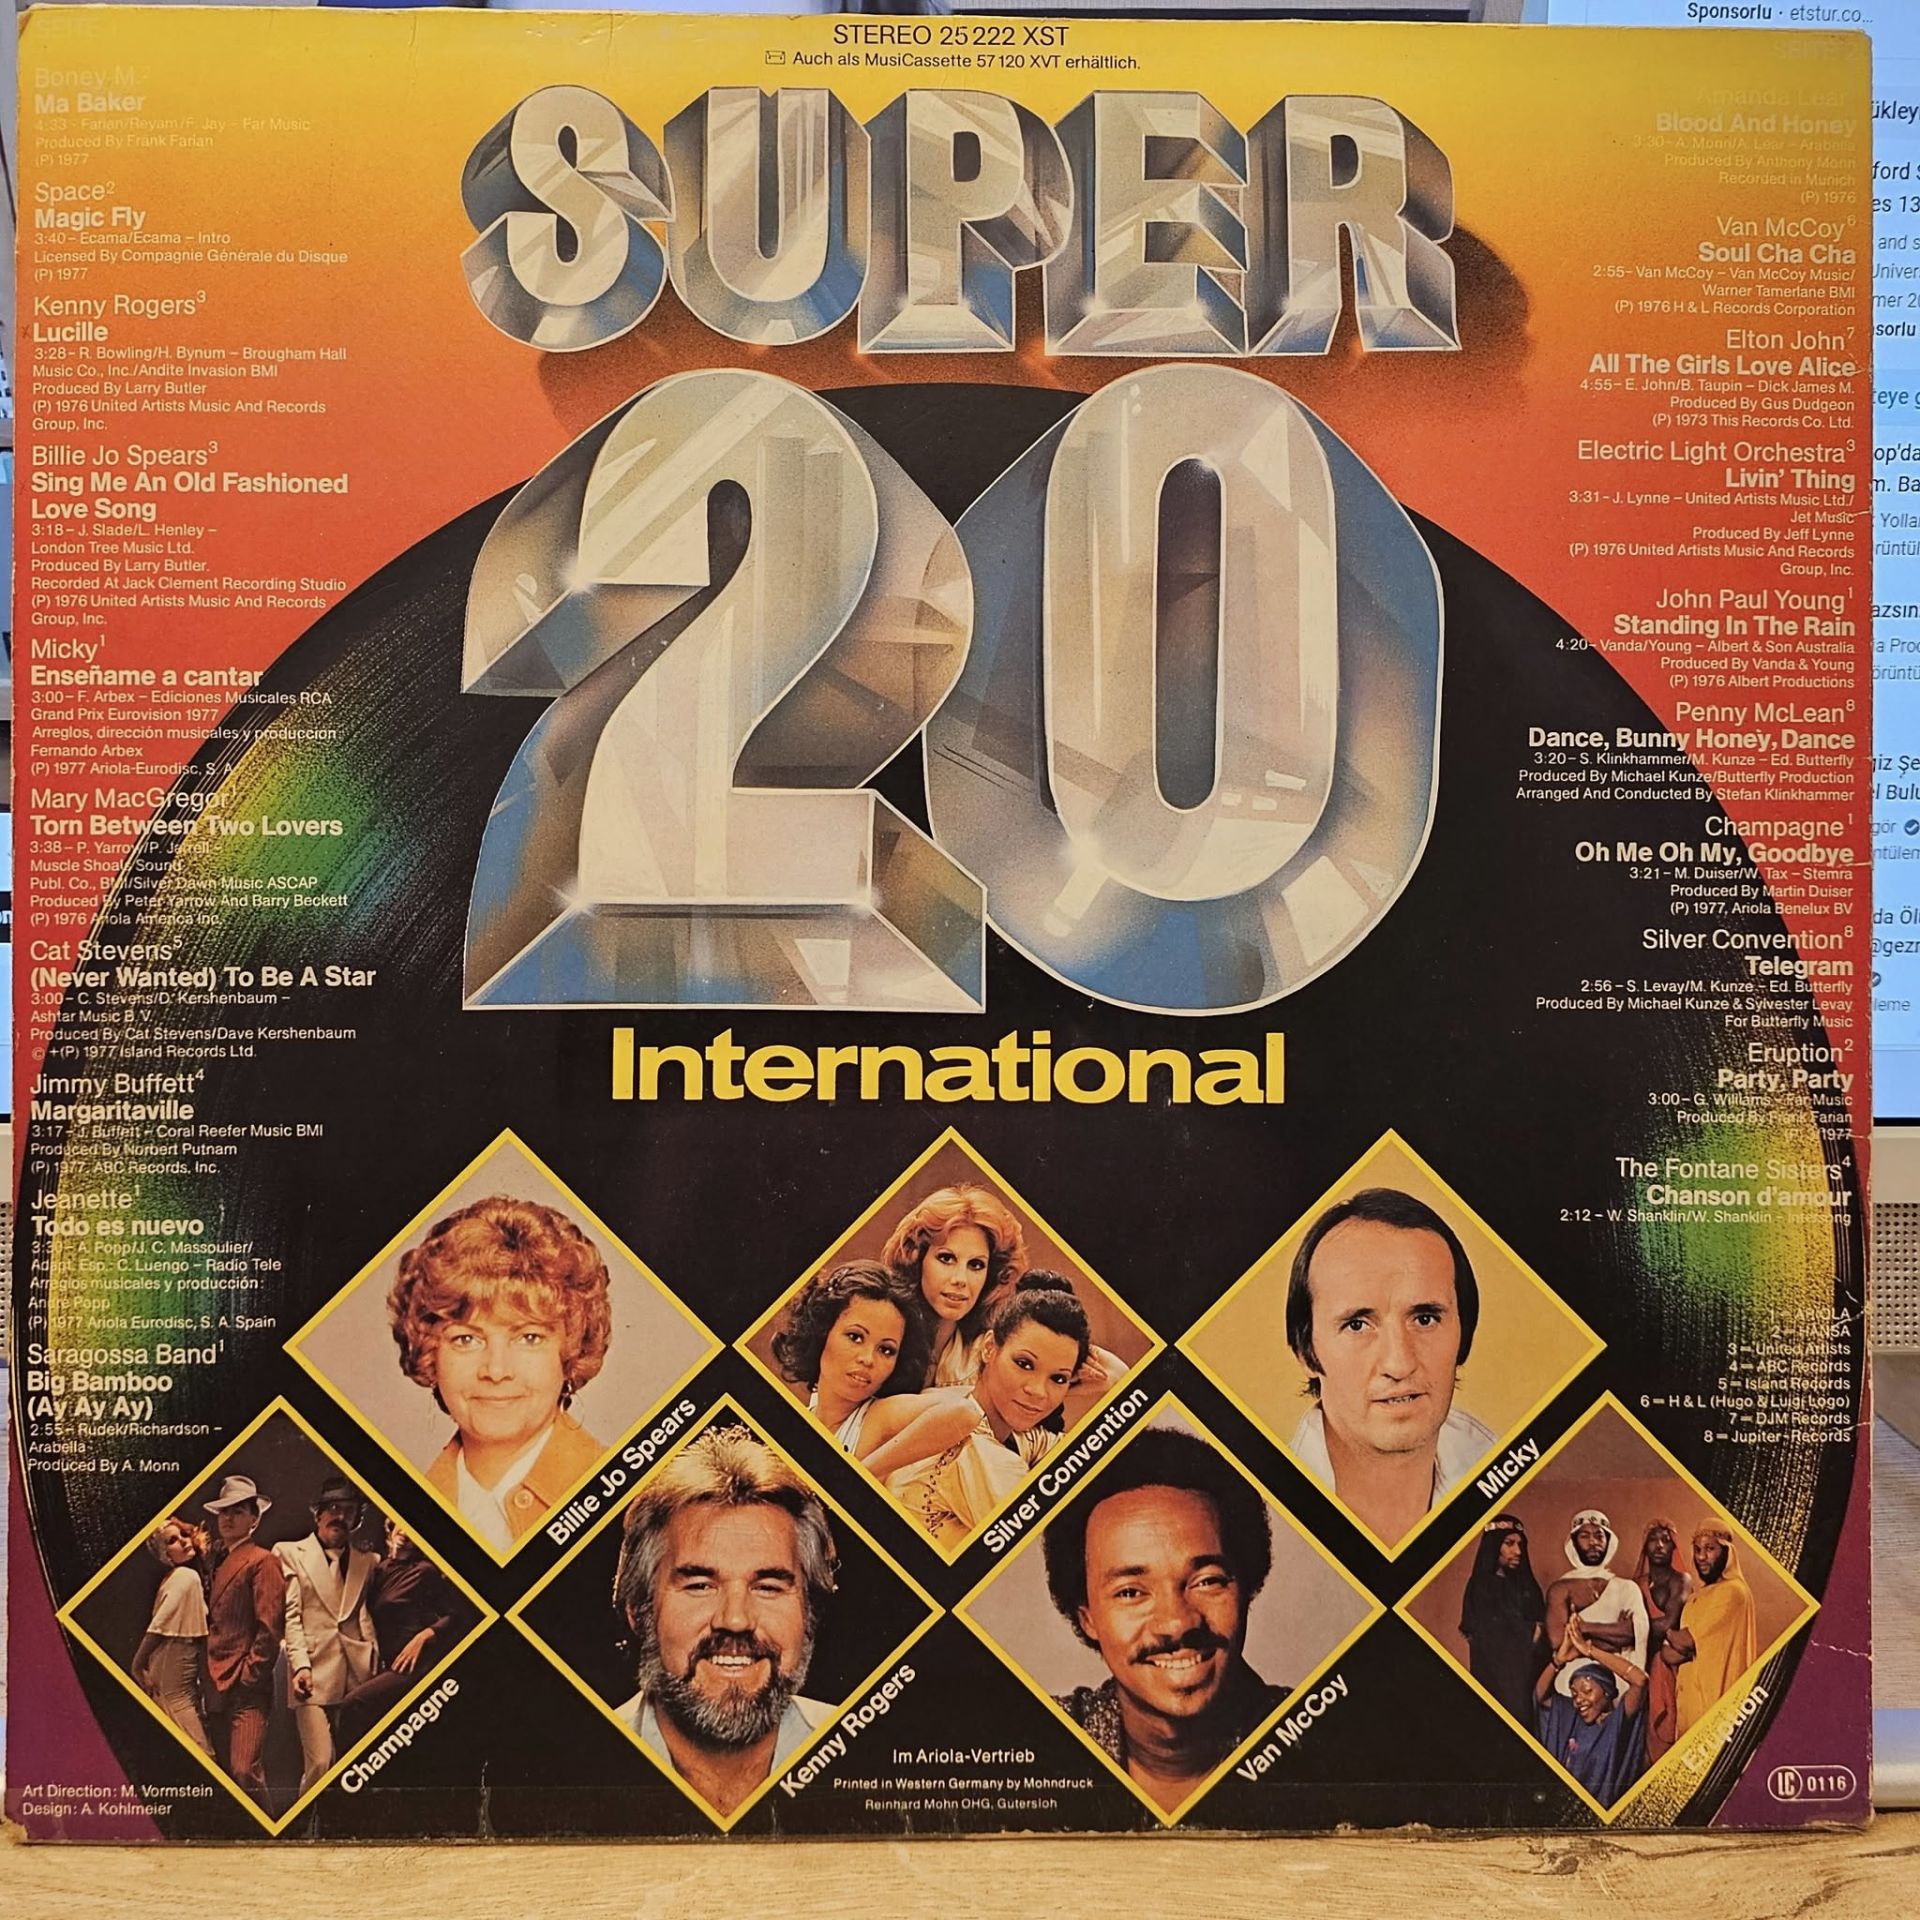 STEREO 25 222 XST
Auch als MusiCassette 57 120 XVT erhältlich.
SUPER
20
International
SEITE 1
Boney M.²
Ma Baker
4:33 - Farian/Reyam/F. Jay - Far Music
Produced By Frank Farian
(P) 1977
Space²
Magic Fly
3:40 - Ecama/Ecama - Intro
Licensed By Compagnie Générale du Disque
(P) 1977
Kenny Rogers³
Lucille
3:28 - R. Bowling/H. Bynum - Brougham Hall
Music Co., Inc./Andite Invasion BMI
Produced By Larry Butler
(P) 1976 United Artists Music And Records
Group, Inc.
Billie Jo Spears³
Sing Me An Old Fashioned
Love Song
3:18 - J. Slade/L. Henley -
London Tree Music Ltd.
Produced By Larry Butler.
Recorded At Jack Clement Recording Studio
(P) 1976 United Artists Music And Records
Group, Inc.
Micky¹
Enseñame a cantar
3:00 - F. Arbex - Ediciones Musicales RCA
Grand Prix Eurovision 1977
Arreglos, dirección musicales y produccion:
Fernando Arbex
(P) 1977 Ariola-Eurodisc, S. A.
Mary MacGregor¹
Torn Between Two Lovers
3:38 - P. Yarrow/P. Jarrell -
Muscle Shoals Sound
Publ. Co., BMI/Silver Dawn Music ASCAP
Produced By Peter Yarrow And Barry Beckett
(P) 1976 Ariola America Inc.
Cat Stevens⁵
(Never Wanted) To Be A Star
3:00 - C. Stevens/D. Kershenbaum -
Ashtar Music B. V.
Produced By Cat Stevens/Dave Kershenbaum
© +(P) 1977 Island Records Ltd.
Jimmy Buffett⁴
Margaritaville
3:17 - J. Buffett - Coral Reefer Music BMI
Produced By Norbert Putnam
(P) 1977, ABC Records, Inc.
Jeanette¹
Todo es nuevo
3:30 - A. Popp/J. C. Massoulier/
Adapt. Esp.: C. Luengo - Radio Tele
Arreglos musicales y producción:
André Popp
(P) 1977 Ariola Eurodisc, S. A. Spain
Saragossa Band¹
Big Bamboo
(Ay Ay Ay)
2:55 - Rudek/Richardson -
Arabella
Produced By A. Monn
SEITE 2
Amanda Lear
Blood And Honey
3:30 - A. Monn/A. Lear - Arabella
Produced By Anthony Monn
Recorded in Munich
(P) 1976
Van McCoy⁶
Soul Cha Cha
2:55 - Van McCoy - Van McCoy Music/
Warner Tamerlane BMI
(P) 1976 H & L Records Corporation
Elton John⁷
All The Girls Love Alice
4:55 - E. John/B. Taupin - Dick James M.
Produced By Gus Dudgeon
(P) 1973 This Records Co. Ltd.
Electric Light Orchestra³
Livin' Thing
3:31 - J. Lynne - United Artists Music Ltd./
Jet Music
Produced By Jeff Lynne
(P) 1976 United Artists Music And Records
Group, Inc.
John Paul Young¹
Standing In The Rain
4:20 - Vanda/Young - Albert & Son Australia
Produced By Vanda & Young
(P) 1976 Albert Productions
Penny McLean⁸
Dance, Bunny Honey, Dance
3:20 - S. Klinkhammer/M. Kunze - Ed. Butterfly
Produced By Michael Kunze/Butterfly Production
Arranged And Conducted By Stefan Klinkhammer
Champagne¹
Oh Me Oh My, Goodbye
3:21 - M. Duiser/W. Tax - Stemra
Produced By Martin Duiser
(P) 1977, Ariola Benelux BV
Silver Convention⁸
Telegram
2:56 - S. Levay/M. Kunze - Ed. Butterfly
Produced By Michael Kunze & Sylvester Levay
For Butterfly Music
Eruption²
Party, Party
3:00 - G. Williams - Far Music
Produced By Frank Farian
(P) 1977
The Fontane Sisters⁴
Chanson d'amour
2:12 - W. Shanklin/W. Shanklin - Intersong
1 = ARIOLA
2 = HANSA
3 = United Artists
4 = ABC Records
5 = Island Records
6 = H & L (Hugo & Luigi Logo)
7 = DJM Records
8 = Jupiter-Records
Billie Jo Spears
Silver Convention
Micky
Champagne
Kenny Rogers
Van McCoy
Eruption
Im Ariola-Vertrieb
Printed in Western Germany by Mohndruck
Reinhard Mohn OHG, Gütersloh
Art Direction: M. Vormstein
Design: A. Kohlmeier
LC 0116
Sponsorlu · etstur.co...